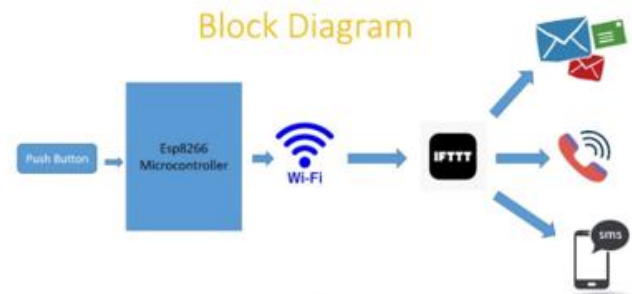 Block Diagram
Push Button
Esp8266
Microcontroller
Wi-Fi
IFTTT
sms